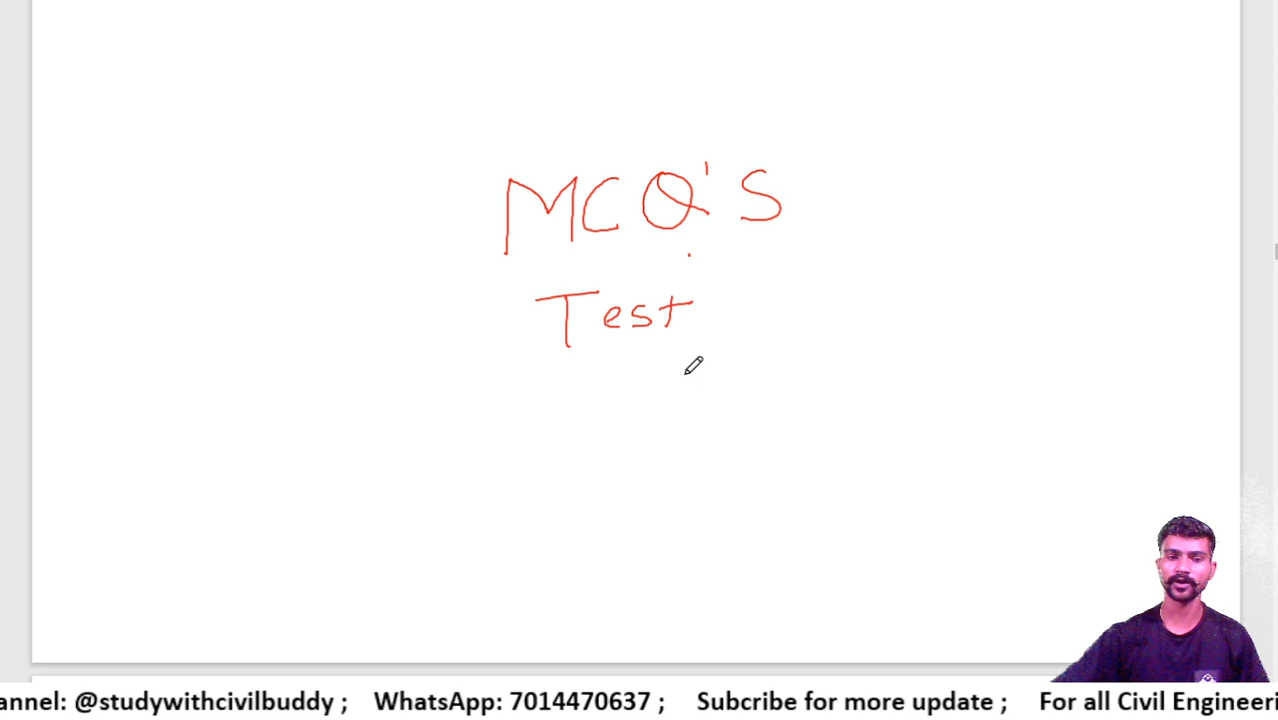 MCQ'S
Test
annel: @studywithcivilbuddy ; WhatsApp: 7014470637 ; Subcribe for more update ; For all Civil Engineeri